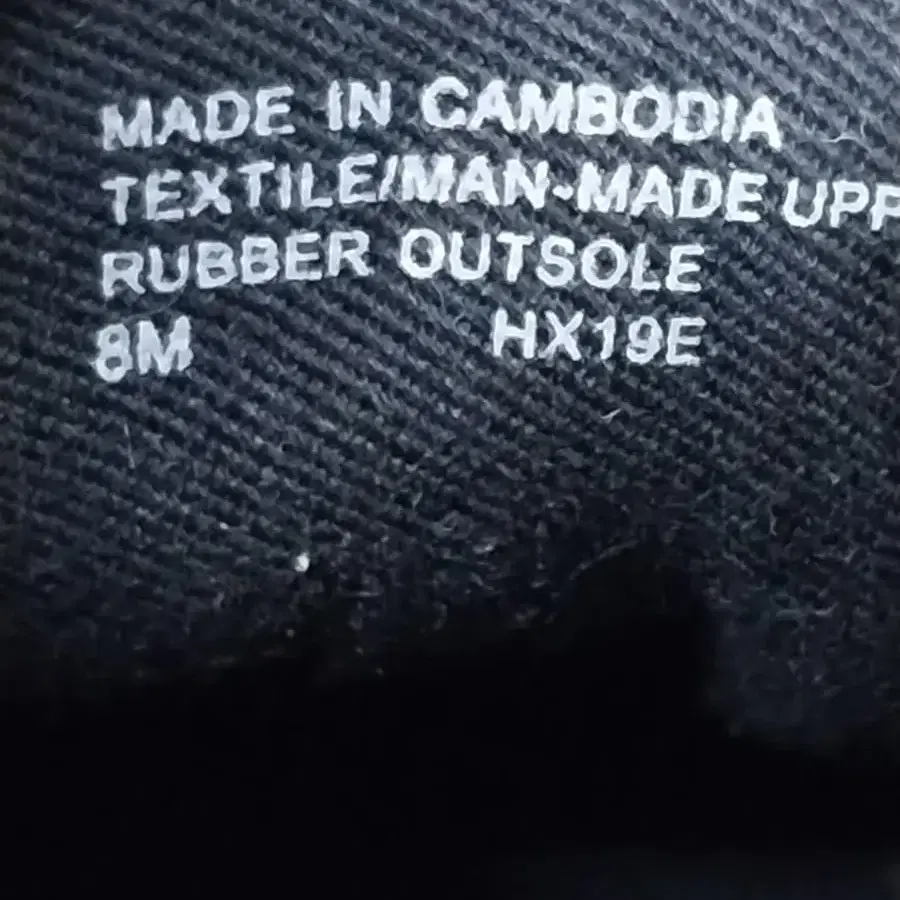 MADE IN CAMBODIA
TEXTILE/MAN-MADE UPP
RUBBER OUTSOLE
8M HX19E